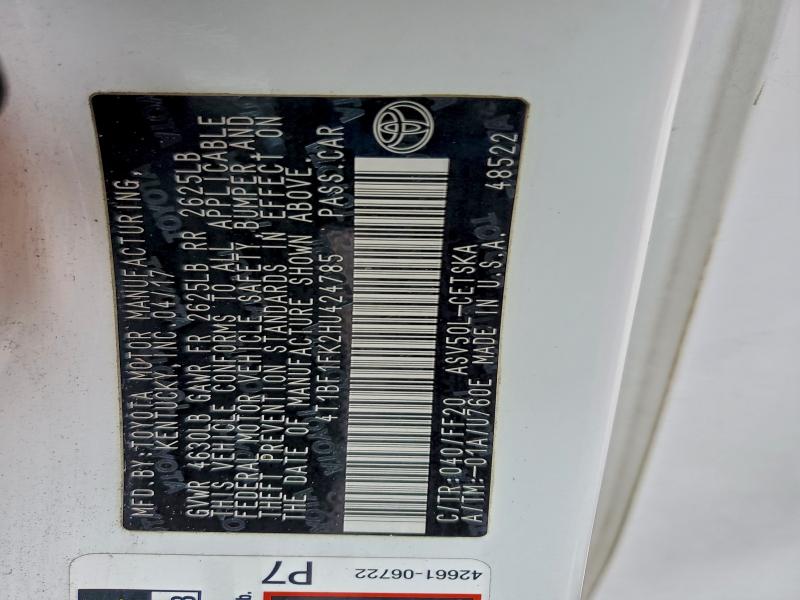 MFD.BY:TOYOTA MOTOR MANUFACTURING,
KENTUCKY,INC. 04/17
GVWR 4630LB GAWR FR 2625LB RR 2625LB
THIS VEHICLE CONFORMS TO ALL APPLICABLE
FEDERAL MOTOR VEHICLE SAFETY, BUMPER,AND
THEFT PREVENTION STANDARDS IN EFFECT ON
THE DATE OF MANUFACTURE SHOWN ABOVE.
4T1BF1FK2HU424785 PASS.CAR
C/TR:040/FF20 ASV50L-CETSKA
A/TM:-01A/U760E MADE IN U.S.A. 48522
P7
42661-06722